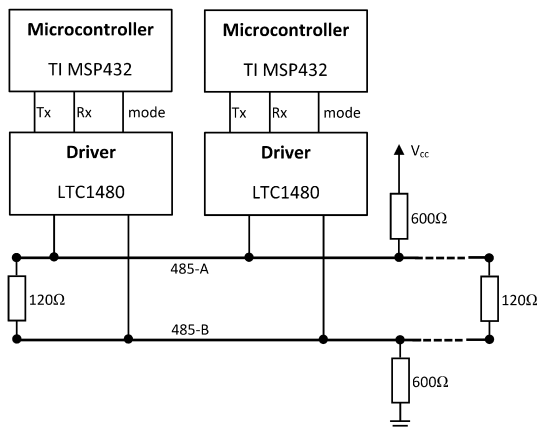 Microcontroller
TI MSP432
Microcontroller
TI MSP432
Tx Rx mode
Tx Rx mode
Driver
LTC1480
Driver
LTC1480
Vcc
600Ω
485-A
120Ω
120Ω
485-B
600Ω